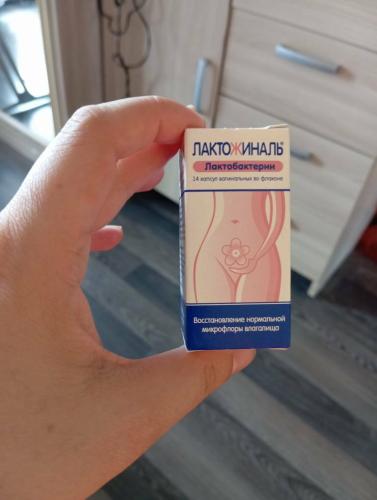 ЛАКТОЖИНАЛЬ®
Лактобактерии
14 капсул вагинальных во флаконе
Восстановление нормальной
микрофлоры влагалища